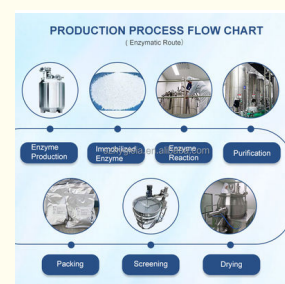 PRODUCTION PROCESS FLOW CHART
( Enzymatic Route)
Enzyme
Production
Immobilized
Enzyme
Enzyme
Reaction
Purification
Packing
Screening
Drying